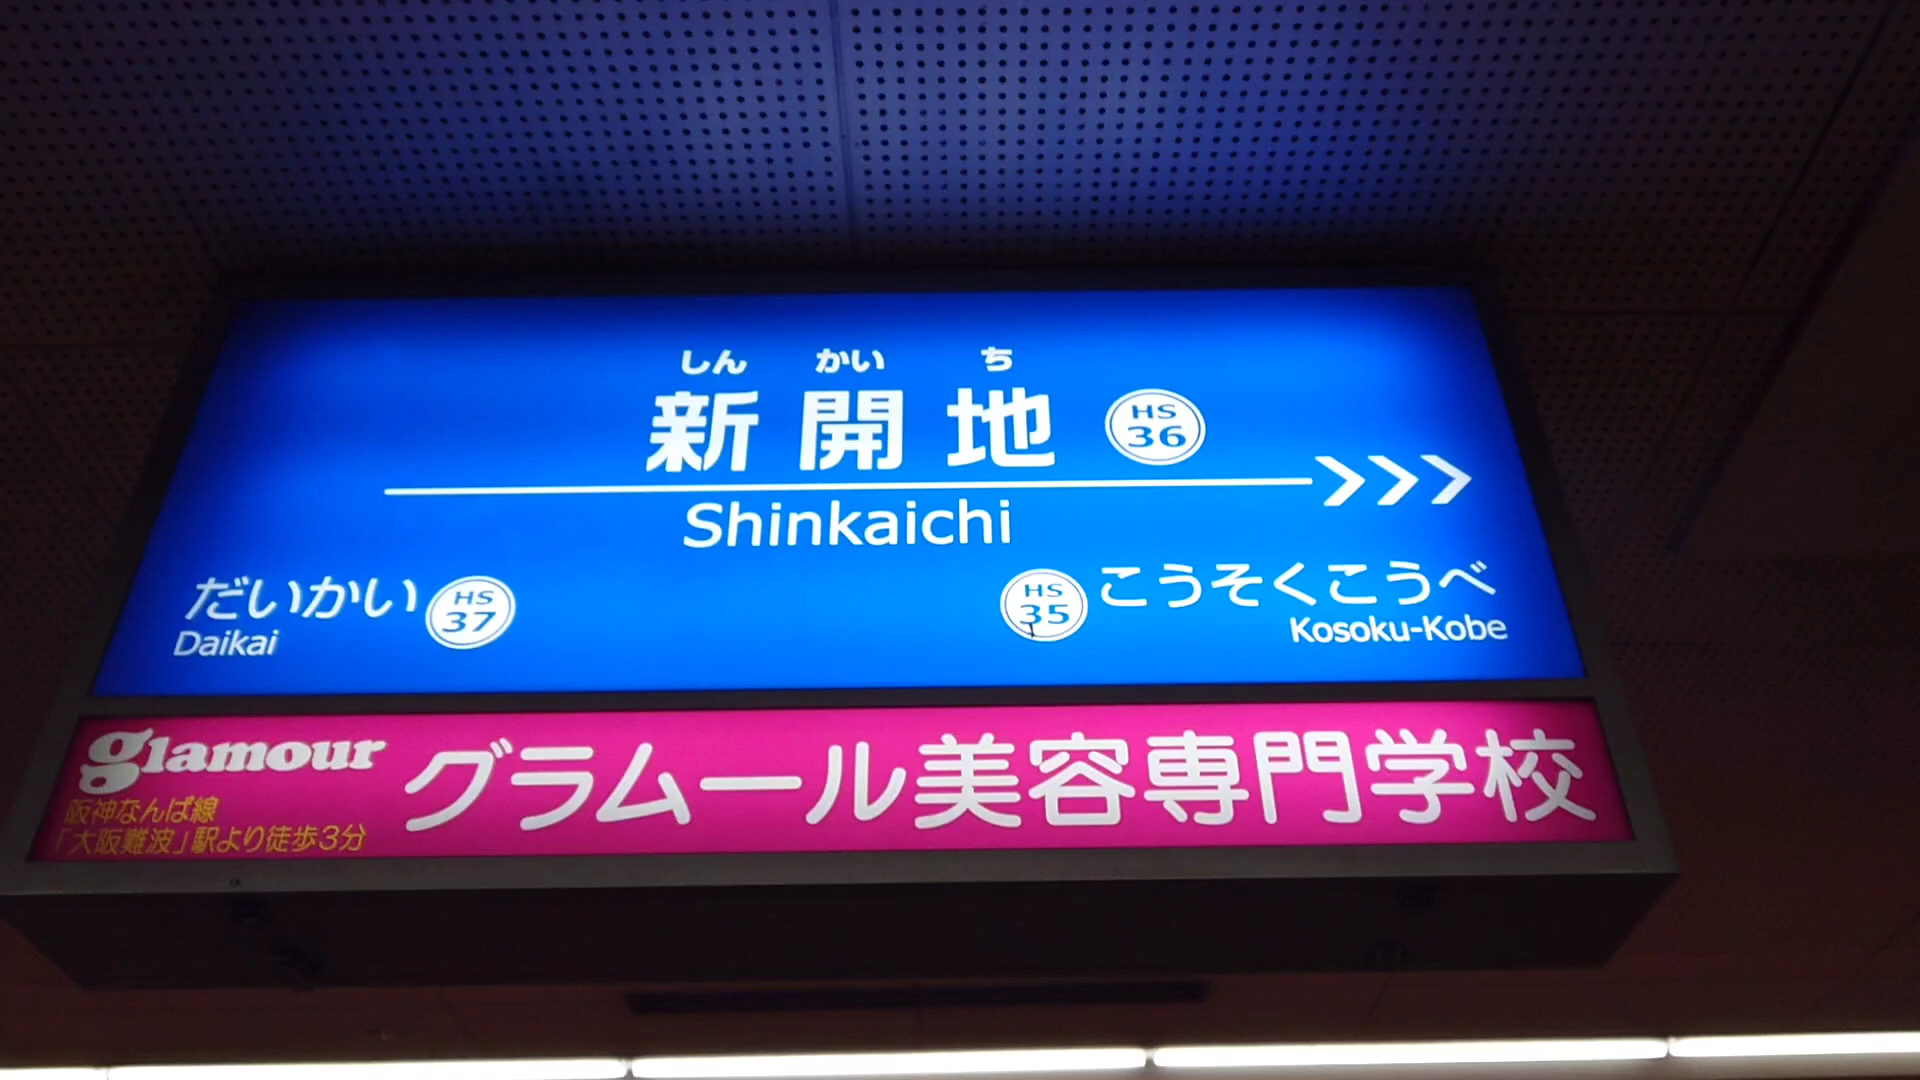 しん かい ち
新開地 HS 36
Shinkaichi
だいかい HS 37
Daikai
HS 35 こうそくこうべ
Kosoku-Kobe
glamour
阪神なんば線
「大阪難波」駅より徒歩3分
グラムール美容専門学校